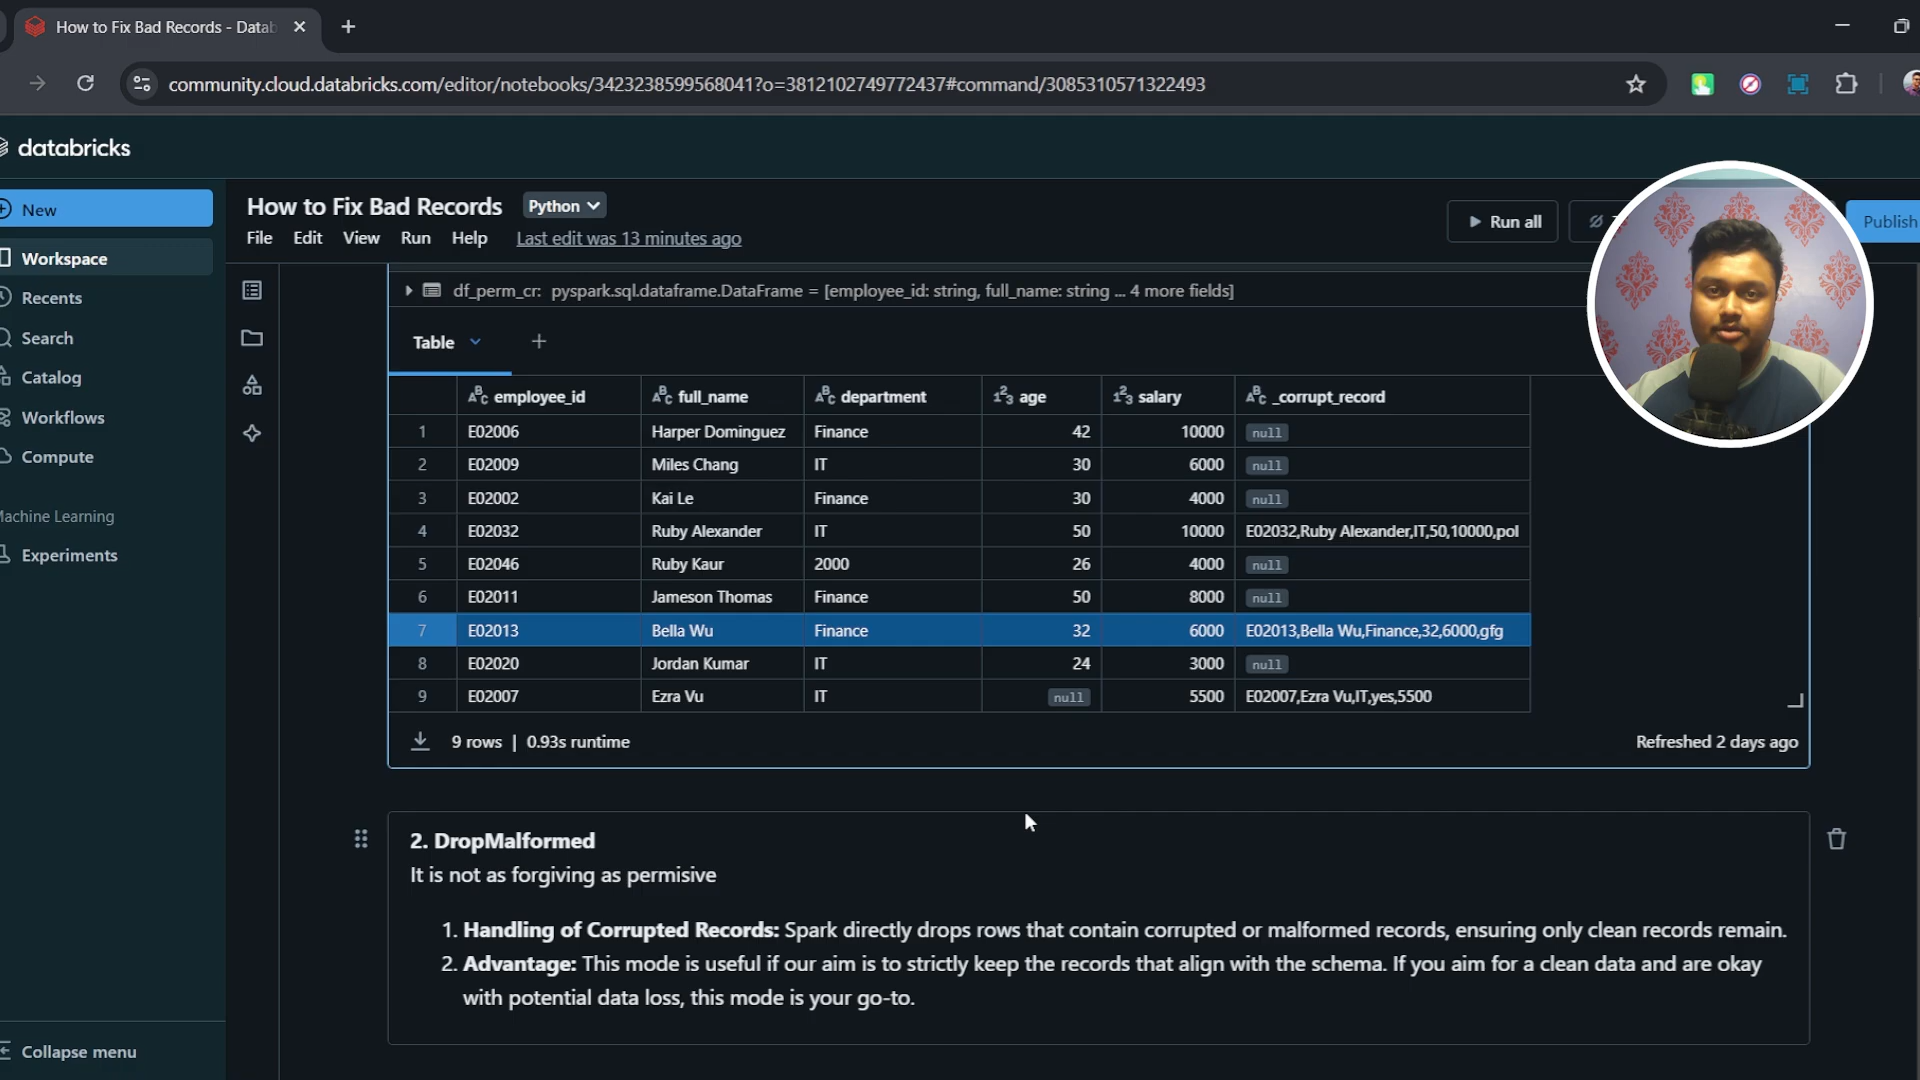 How to Fix Bad Records - Datab
community.cloud.databricks.com/editor/notebooks/3423238599568041?o=3812102749772437#command/3085310571322493
databricks
New
Workspace
Recents
Search
Catalog
Workflows
Compute
Machine Learning
Experiments
Collapse menu
How to Fix Bad Records Python
File Edit View Run Help Last edit was 13 minutes ago
Run all
Publish
df_perm_cr: pyspark.sql.dataframe.DataFrame = [employee_id: string, full_name: string ... 4 more fields]
Table
employee_id full_name department age salary _corrupt_record
1 E02006 Harper Dominguez Finance 42 10000 null
2 E02009 Miles Chang IT 30 6000 null
3 E02002 Kai Le Finance 30 4000 null
4 E02032 Ruby Alexander IT 50 10000 E02032,Ruby Alexander,IT,50,10000,pol
5 E02046 Ruby Kaur 2000 26 4000 null
6 E02011 Jameson Thomas Finance 50 8000 null
7 E02013 Bella Wu Finance 32 6000 E02013,Bella Wu,Finance,32,6000,gfg
8 E02020 Jordan Kumar IT 24 3000 null
9 E02007 Ezra Vu IT null 5500 E02007,Ezra Vu,IT,yes,5500
9 rows | 0.93s runtime
Refreshed 2 days ago
2. DropMalformed
It is not as forgiving as permisive
1. Handling of Corrupted Records: Spark directly drops rows that contain corrupted or malformed records, ensuring only clean records remain.
2. Advantage: This mode is useful if our aim is to strictly keep the records that align with the schema. If you aim for a clean data and are okay
with potential data loss, this mode is your go-to.